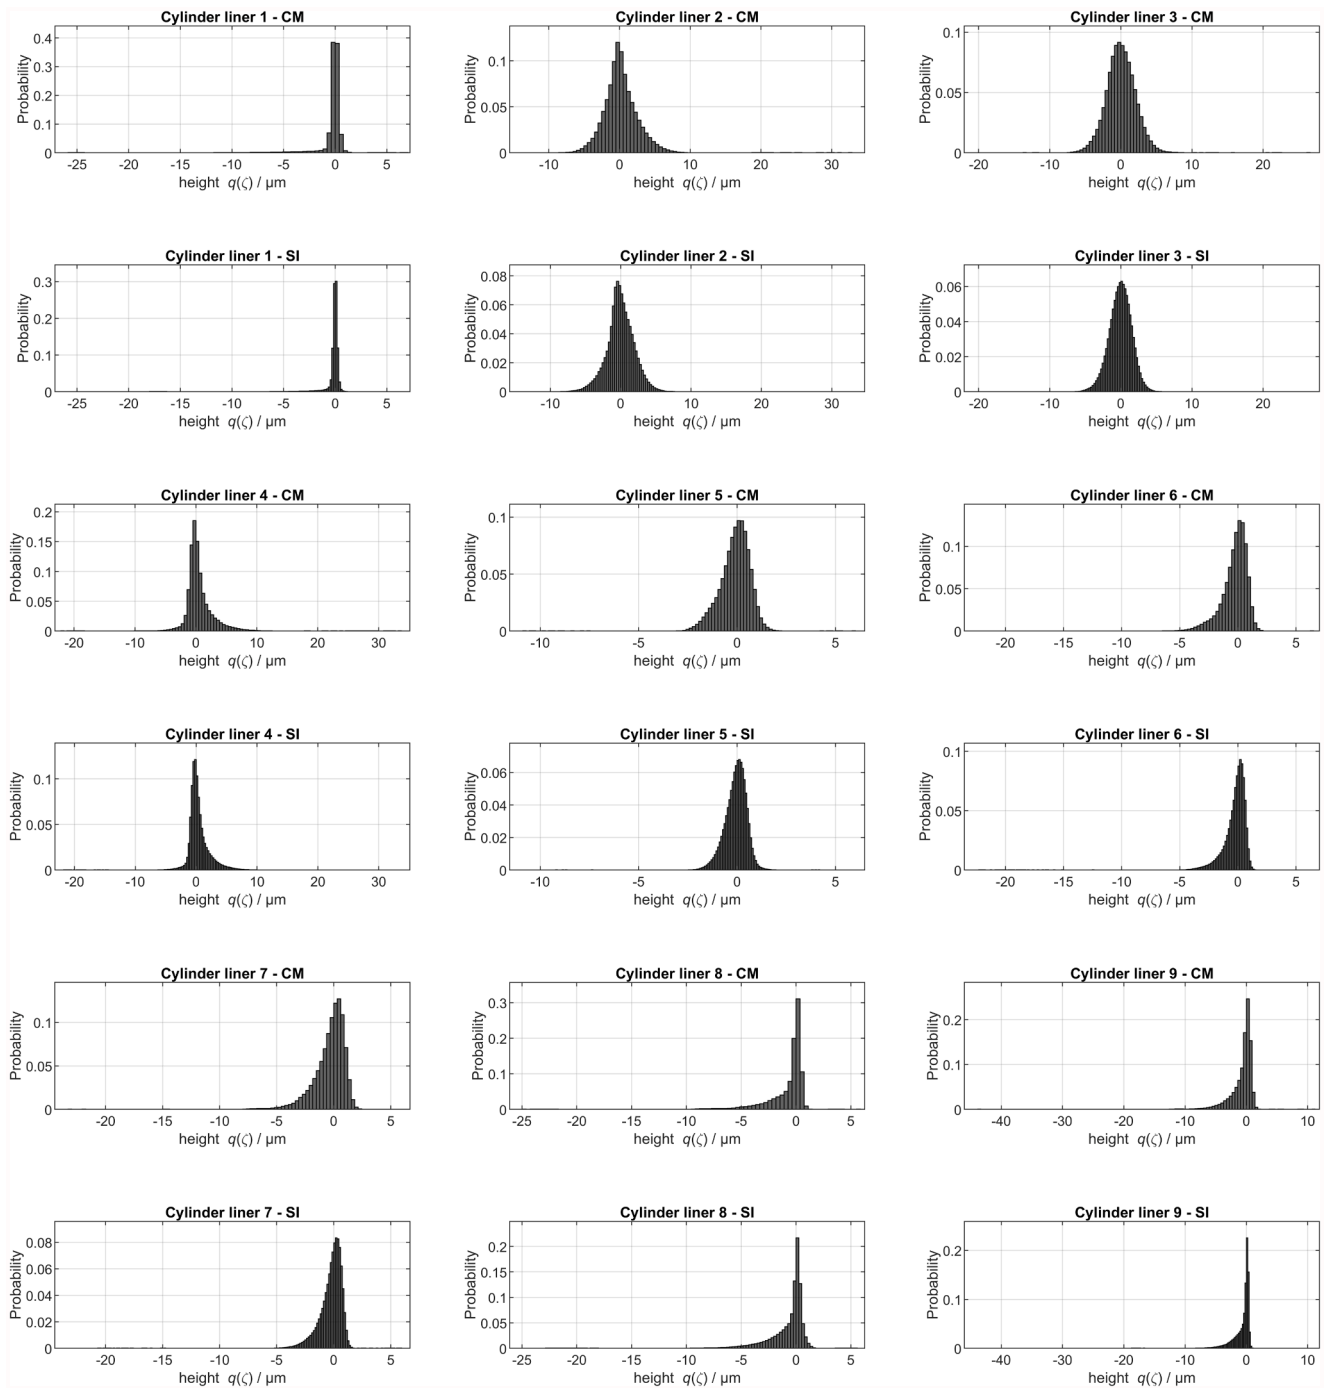 Cylinder liner 1 - CM
Probability
0.4
0.3
0.2
0.1
0
-25 -20 -15 -10 -5 0 5
height q(ζ) / µm
Cylinder liner 2 - CM
Probability
0.1
0.05
0
-10 0 10 20 30
height q(ζ) / µm
Cylinder liner 3 - CM
Probability
0.1
0.05
0
-20 -10 0 10 20
height q(ζ) / µm
Cylinder liner 1 - SI
Probability
0.3
0.2
0.1
0
-25 -20 -15 -10 -5 0 5
height q(ζ) / µm
Cylinder liner 2 - SI
Probability
0.08
0.06
0.04
0.02
0
-10 0 10 20 30
height q(ζ) / µm
Cylinder liner 3 - SI
Probability
0.06
0.04
0.02
0
-20 -10 0 10 20
height q(ζ) / µm
Cylinder liner 4 - CM
Probability
0.2
0.15
0.1
0.05
0
-20 -10 0 10 20 30
height q(ζ) / µm
Cylinder liner 5 - CM
Probability
0.1
0.05
0
-10 -5 0 5
height q(ζ) / µm
Cylinder liner 6 - CM
Probability
0.1
0.05
0
-20 -15 -10 -5 0 5
height q(ζ) / µm
Cylinder liner 4 - SI
Probability
0.1
0.05
0
-20 -10 0 10 20 30
height q(ζ) / µm
Cylinder liner 5 - SI
Probability
0.06
0.04
0.02
0
-10 -5 0 5
height q(ζ) / µm
Cylinder liner 6 - SI
Probability
0.1
0.05
0
-20 -15 -10 -5 0 5
height q(ζ) / µm
Cylinder liner 7 - CM
Probability
0.1
0.05
0
-20 -15 -10 -5 0 5
height q(ζ) / µm
Cylinder liner 8 - CM
Probability
0.3
0.2
0.1
0
-25 -20 -15 -10 -5 0 5
height q(ζ) / µm
Cylinder liner 9 - CM
Probability
0.2
0.1
0
-40 -30 -20 -10 0 10
height q(ζ) / µm
Cylinder liner 7 - SI
Probability
0.08
0.06
0.04
0.02
0
-20 -15 -10 -5 0 5
height q(ζ) / µm
Cylinder liner 8 - SI
Probability
0.2
0.15
0.1
0.05
0
-25 -20 -15 -10 -5 0 5
height q(ζ) / µm
Cylinder liner 9 - SI
Probability
0.2
0.1
0
-40 -30 -20 -10 0 10
height q(ζ) / µm